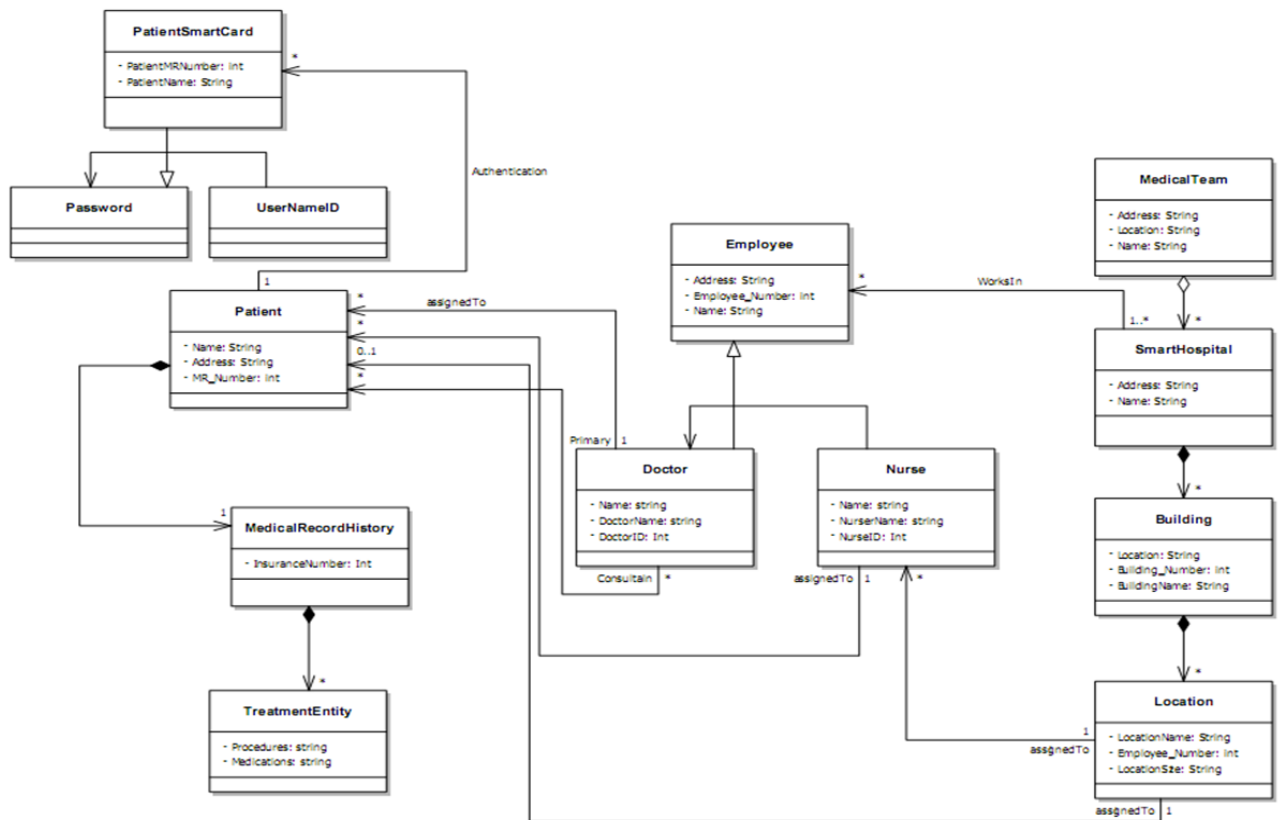 PatientSmartCard
- PatientMRNumber: Int
- PatientName: String
*
Authentication
Password
UserNameID
1
Patient
- Name: String
- Address: String
- MR_Number: Int
*
assignedTo
*
0..1
*
Employee
- Address: String
- Employee_Number: Int
- Name: String
*
WorksIn
1..*
MedicalTeam
- Address: String
- Location: String
- Name: String
*
SmartHospital
- Address: String
- Name: String
Primary 1
Doctor
- Name: string
- DoctorName: string
- DoctorID: Int
Consultain *
Nurse
- Name: string
- NurserName: string
- NurseID: Int
assignedTo 1
*
*
Building
- Location: String
- Building_Number: Int
- BuildingName: String
1
MedicalRecordHistory
- InsuranceNumber: Int
*
TreatmentEntity
- Procedures: string
- Medications: string
*
Location
- LocationName: String
- Employee_Number: Int
- LocationSize: String
1
assgnedTo
assgnedTo 1